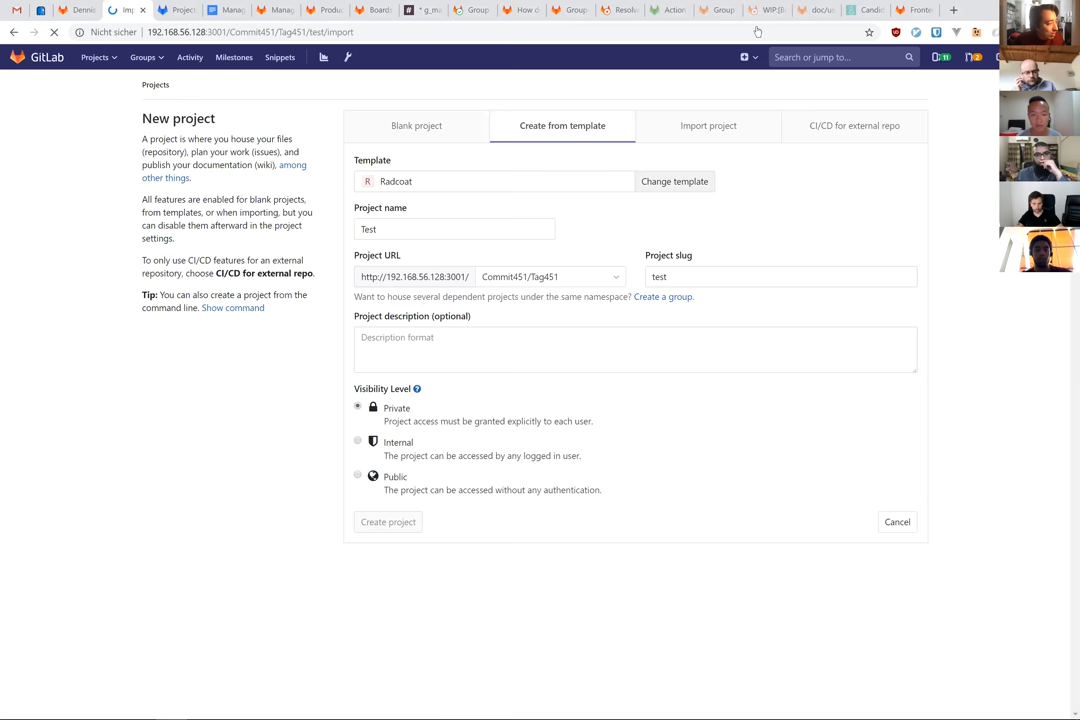 Dennis
Imp
Project
Manag
Manag
Produ
Boards
* g_ma
Group
How d
Group
Resolv
Action
Group
WIP:[B
doc/us
Candid
Fronte
Nicht sicher | 192.168.56.128:3001/Commit451/Tag451/test/import
GitLab
Projects
Groups
Activity
Milestones
Snippets
Search or jump to...
11
2
Projects
New project
A project is where you house your files
(repository), plan your work (issues), and
publish your documentation (wiki), among
other things.
All features are enabled for blank projects,
from templates, or when importing, but you
can disable them afterward in the project
settings.
To only use CI/CD features for an external
repository, choose CI/CD for external repo.
Tip: You can also create a project from the
command line. Show command
Blank project
Create from template
Import project
CI/CD for external repo
Template
R Radcoat
Change template
Project name
Test
Project URL
http://192.168.56.128:3001/
Commit451/Tag451
Project slug
test
Want to house several dependent projects under the same namespace? Create a group.
Project description (optional)
Description format
Visibility Level
Private
Project access must be granted explicitly to each user.
Internal
The project can be accessed by any logged in user.
Public
The project can be accessed without any authentication.
Create project
Cancel